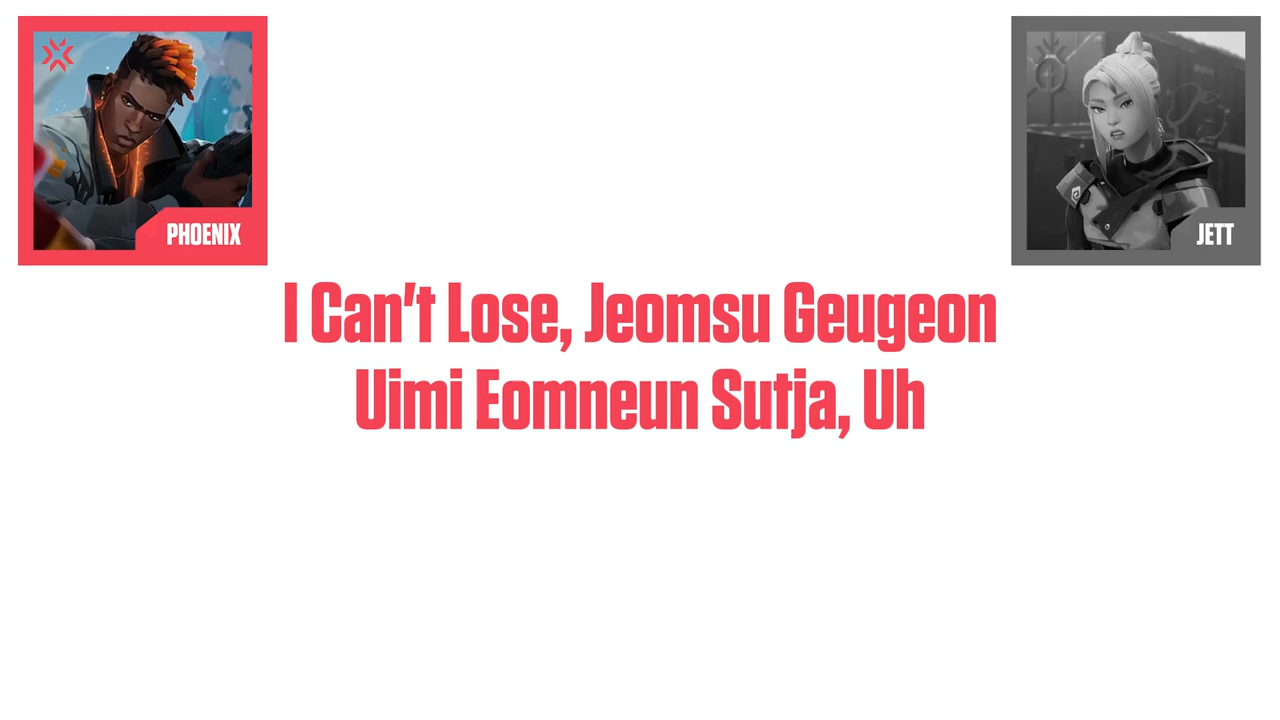 PHOENIX
JETT
I Can't Lose, Jeomsu Geugeon
Uimi Eomneun Sutja, Uh